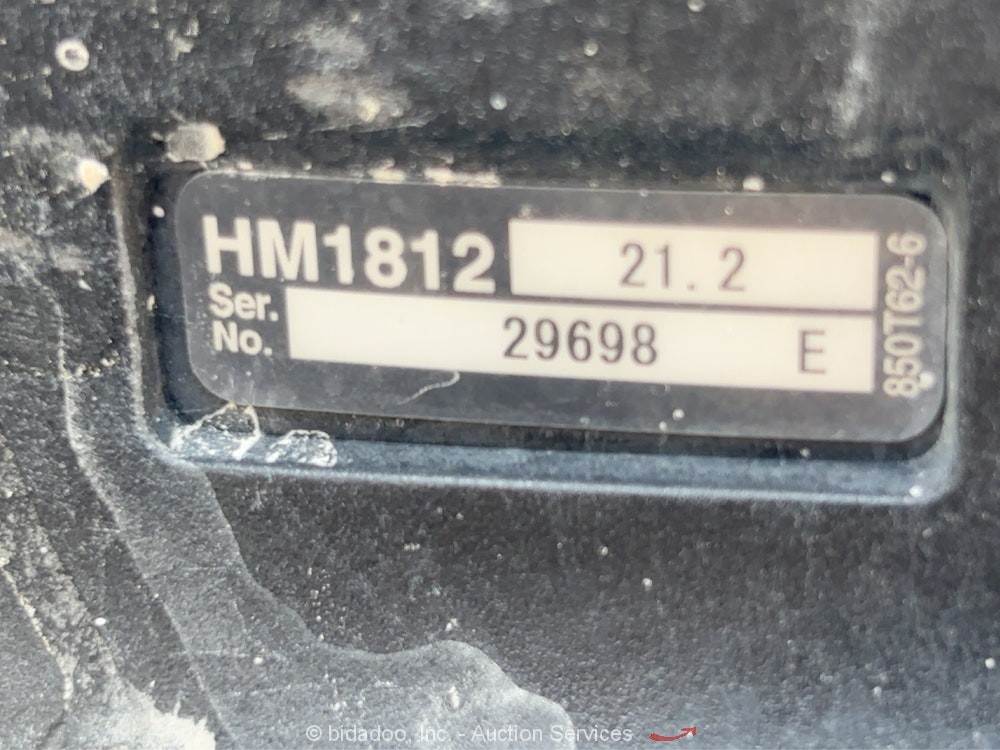 HM1812 21.2
Ser. No. 29698 E
850T62-6
© bidadoo, Inc. - Auction Services